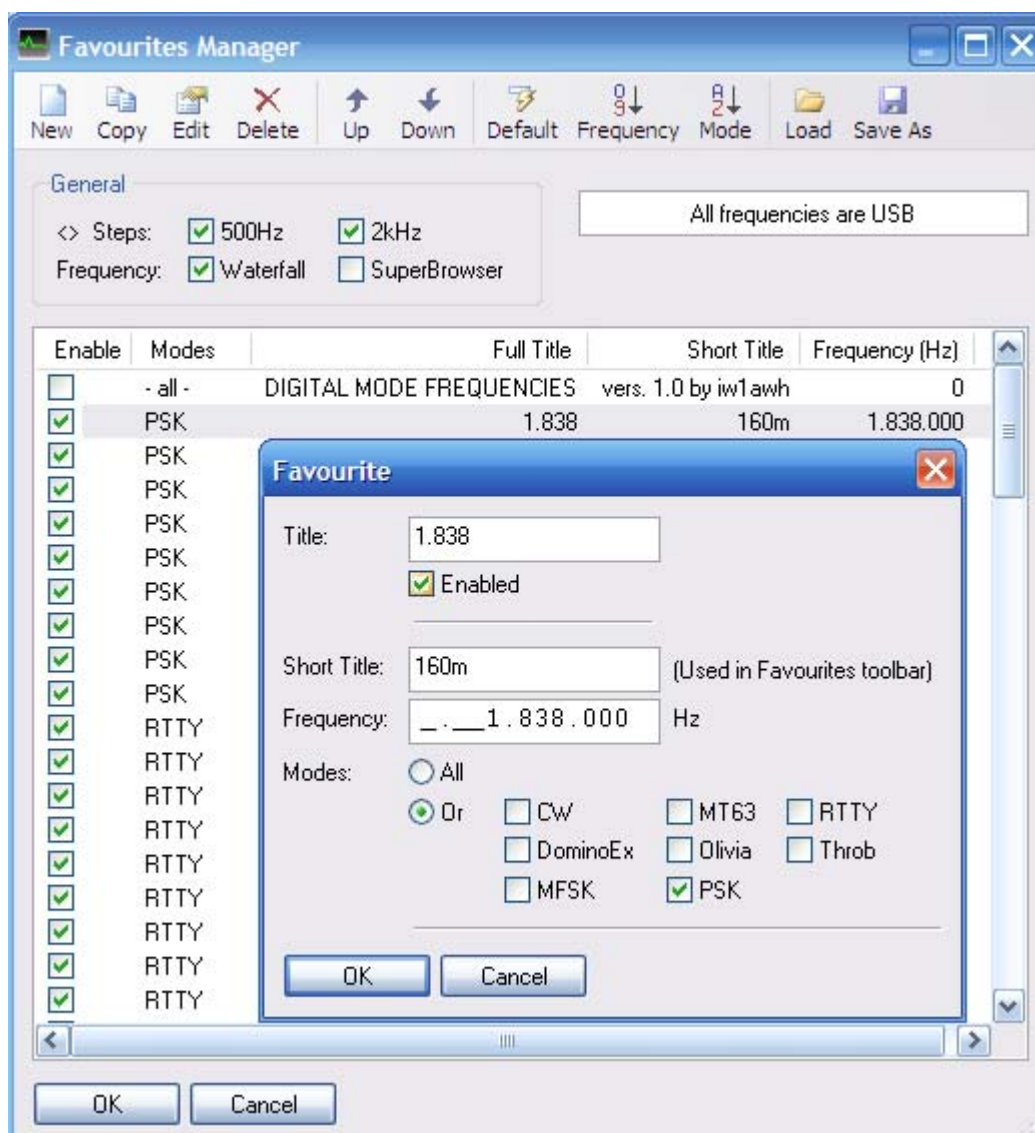 Favourites Manager
New Copy Edit Delete Up Down Default Frequency Mode Load Save As
General
<> Steps: 500Hz 2kHz
Frequency: Waterfall SuperBrowser
All frequencies are USB
Enable Modes Full Title Short Title Frequency (Hz)
- all - DIGITAL MODE FREQUENCIES vers. 1.0 by iw1awh 0
PSK 1.838 160m 1.838.000
PSK
PSK
PSK
PSK
PSK
PSK
PSK
PSK
RTTY
RTTY
RTTY
RTTY
RTTY
RTTY
RTTY
RTTY
RTTY
Favourite
Title: 1.838
Enabled
Short Title: 160m (Used in Favourites toolbar)
Frequency: _.__1.838.000 Hz
Modes: All
Or CW MT63 RTTY
DominoEx Olivia Throb
MFSK PSK
OK Cancel
OK Cancel